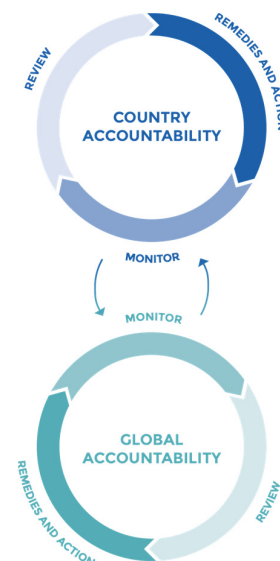 REVIEW
REMEDIES AND ACTION
COUNTRY
ACCOUNTABILITY
MONITOR
MONITOR
GLOBAL
ACCOUNTABILITY
REMEDIES AND ACTION
REVIEW